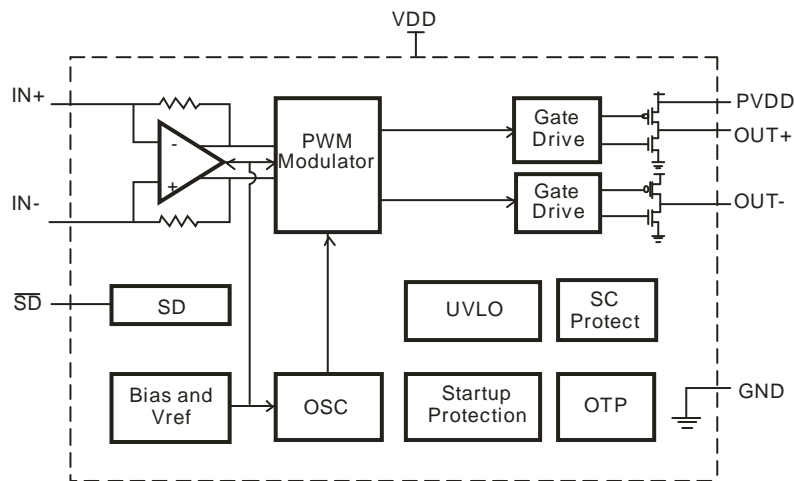 VDD
IN+
IN-
-
+
PWM
Modulator
Gate
Drive
Gate
Drive
PVDD
OUT+
OUT-
S̅D̅
SD
UVLO
SC
Protect
Bias and
Vref
OSC
Startup
Protection
OTP
GND